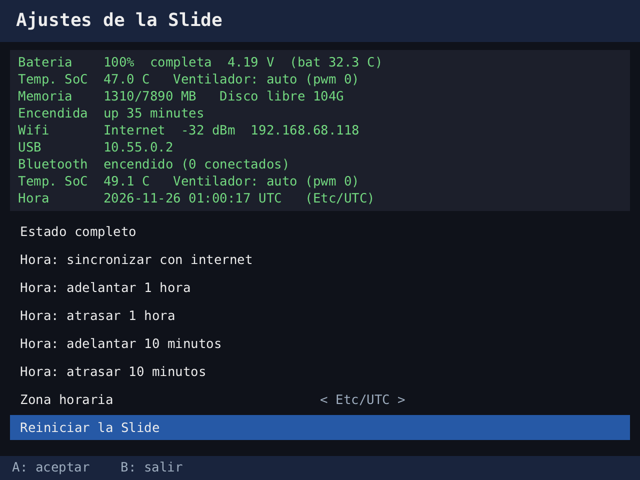 Ajustes de la Slide
Bateria 100% completa 4.19 V (bat 32.3 C)
Temp. SoC 47.0 C Ventilador: auto (pwm 0)
Memoria 1310/7890 MB Disco libre 104G
Encendida up 35 minutes
Wifi Internet -32 dBm 192.168.68.118
USB 10.55.0.2
Bluetooth encendido (0 conectados)
Temp. SoC 49.1 C Ventilador: auto (pwm 0)
Hora 2026-11-26 01:00:17 UTC (Etc/UTC)
Estado completo
Hora: sincronizar con internet
Hora: adelantar 1 hora
Hora: atrasar 1 hora
Hora: adelantar 10 minutos
Hora: atrasar 10 minutos
Zona horaria < Etc/UTC >
Reiniciar la Slide
A: aceptar B: salir